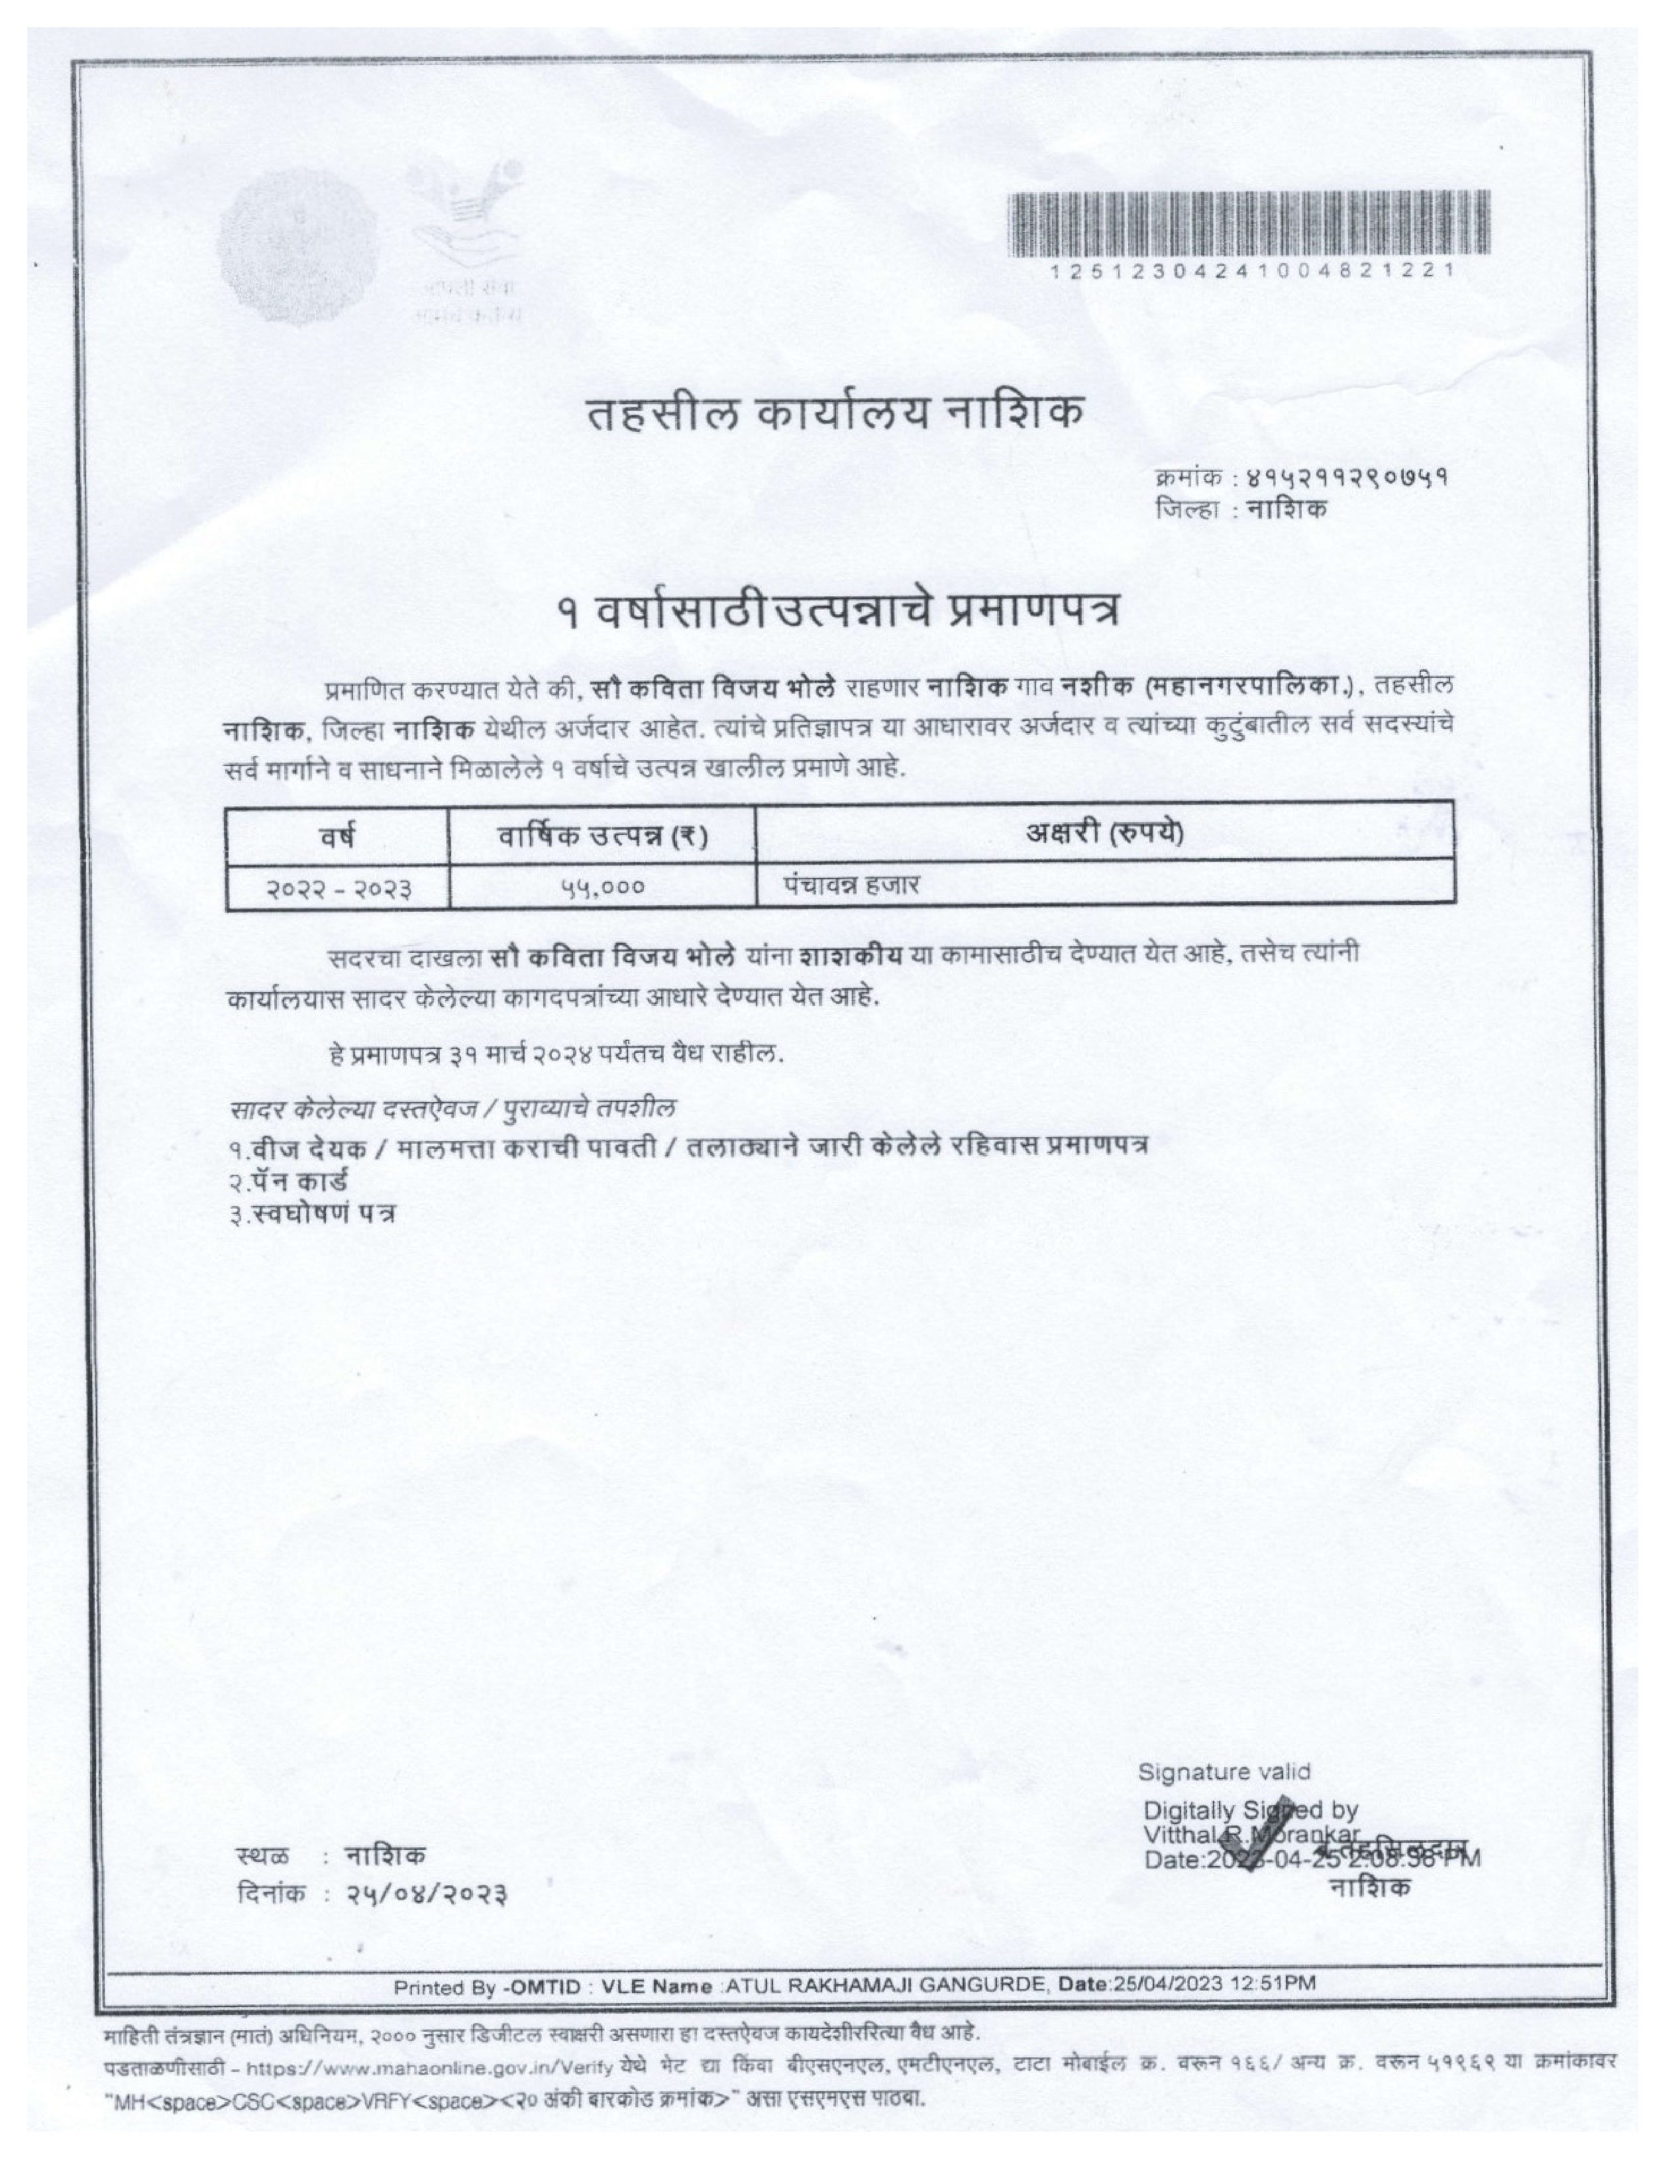 12512304241004821221
तहसील कार्यालय नाशिक
क्रमांक : ४१५२११२९०७५१
जिल्हा : नाशिक
१ वर्षासाठी उत्पन्नाचे प्रमाणपत्र
प्रमाणित करण्यात येते की, सौ कविता विजय भोले राहणार नाशिक गाव नशीक (महानगरपालिका.), तहसील
नाशिक, जिल्हा नाशिक येथील अर्जदार आहेत. त्यांचे प्रतिज्ञापत्र या आधारावर अर्जदार व त्यांच्या कुटुंबातील सर्व सदस्यांचे
सर्व मार्गाने व साधनाने मिळालेले १ वर्षाचे उत्पन्न खालील प्रमाणे आहे.
वर्ष वार्षिक उत्पन्न (₹) अक्षरी (रुपये)
२०२२ - २०२३ ५५,००० पंचावन्न हजार
सदरचा दाखला सौ कविता विजय भोले यांना शाशकीय या कामासाठीच देण्यात येत आहे, तसेच त्यांनी
कार्यालयास सादर केलेल्या कागदपत्रांच्या आधारे देण्यात येत आहे.
हे प्रमाणपत्र ३१ मार्च २०२४ पर्यंतच वैध राहील.
सादर केलेल्या दस्तऐवज / पुराव्याचे तपशील
१.वीज देयक / मालमत्ता कराची पावती / तलाठ्याने जारी केलेले रहिवास प्रमाणपत्र
२.पॅन कार्ड
३.स्वघोषणं पत्र
Signature valid
Digitally Signed by
Vitthal R.Morankar
Date:2023-04-25 2:08:58 PM
तहसिलदार
नाशिक
स्थळ : नाशिक
दिनांक : २५/०४/२०२३
Printed By -OMTID : VLE Name :ATUL RAKHAMAJI GANGURDE, Date:25/04/2023 12:51PM
माहिती तंत्रज्ञान (मातं) अधिनियम, २००० नुसार डिजीटल स्वाक्षरी असणारा हा दस्तऐवज कायदेशीररित्या वैध आहे.
पडताळणीसाठी – https://www.mahaonline.gov.in/Verify येथे भेट द्या किंवा बीएसएनएल, एमटीएनएल, टाटा मोबाईल क्र. वरून १६६/ अन्य क्र. वरून ५१९६९ या क्रमांकावर
"MH<space>CSC<space>VRFY<space><२० अंकी बारकोड क्रमांक>" असा एसएमएस पाठवा.